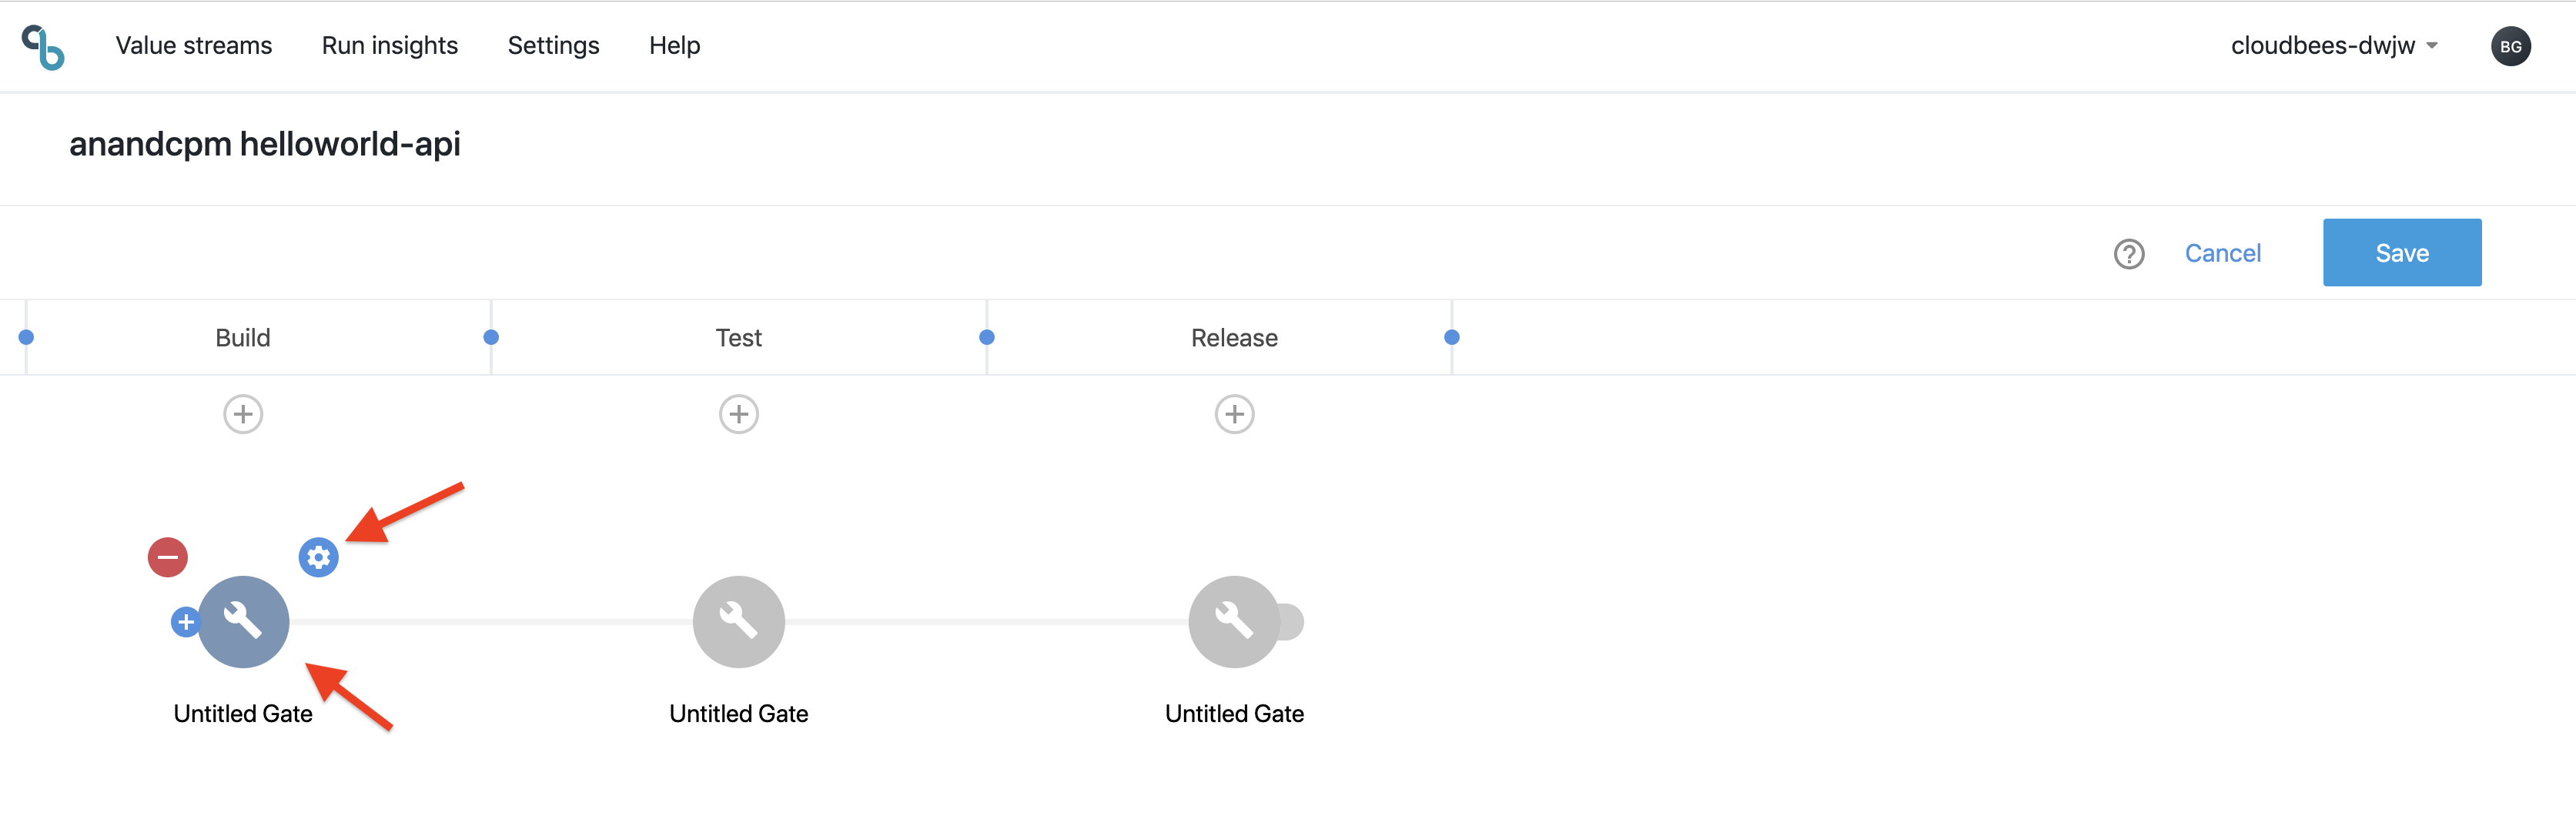 Value streams Run insights Settings Help cloudbees-dwjw BG
anandcpm helloworld-api
Cancel Save
Build Test Release
Untitled Gate Untitled Gate Untitled Gate